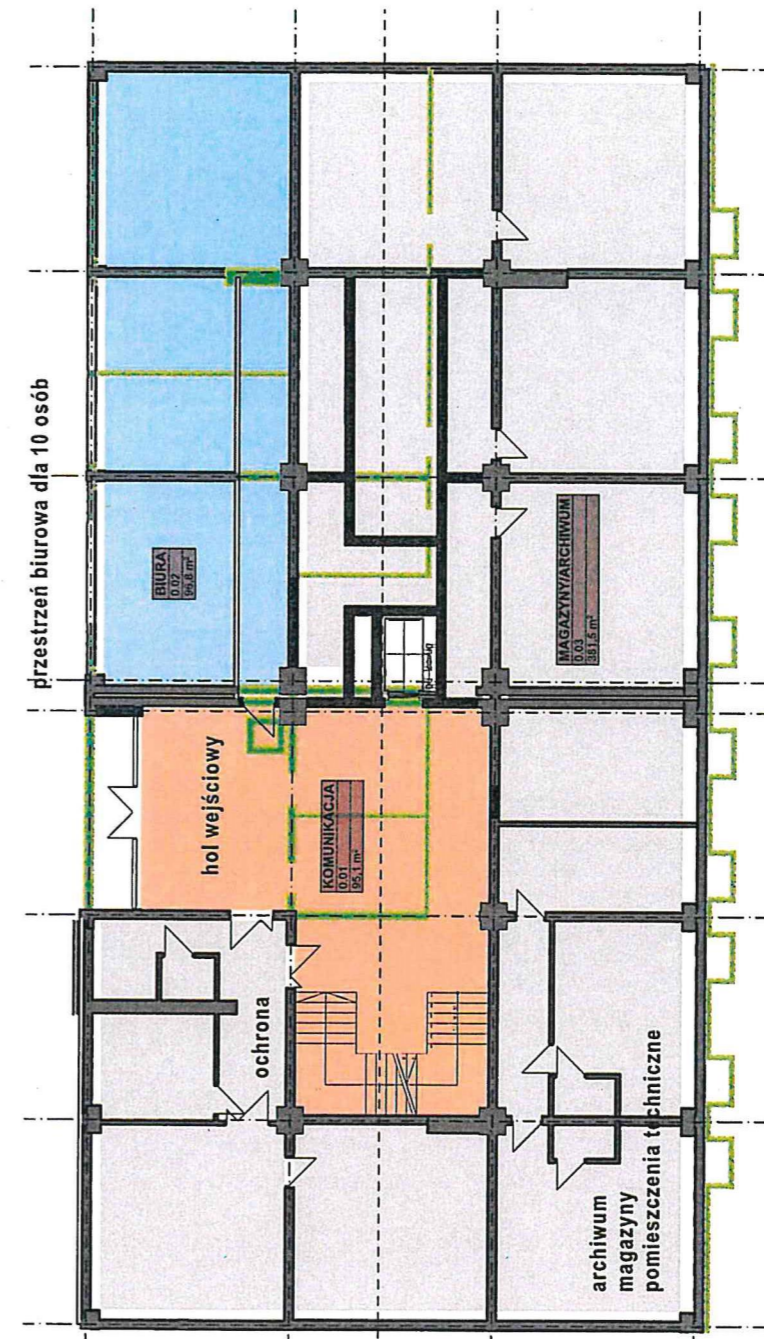 przestrzeń biurowa dla 10 osób
BIURA
0.02
99,8 m²
hol wejściowy
KOMUNIKACJA
0.01
95,1 m²
MAGAZYNY/ARCHIWUM
0.03
381,5 m²
ochrona
archiwum
magazyny
pomieszczenia techniczne